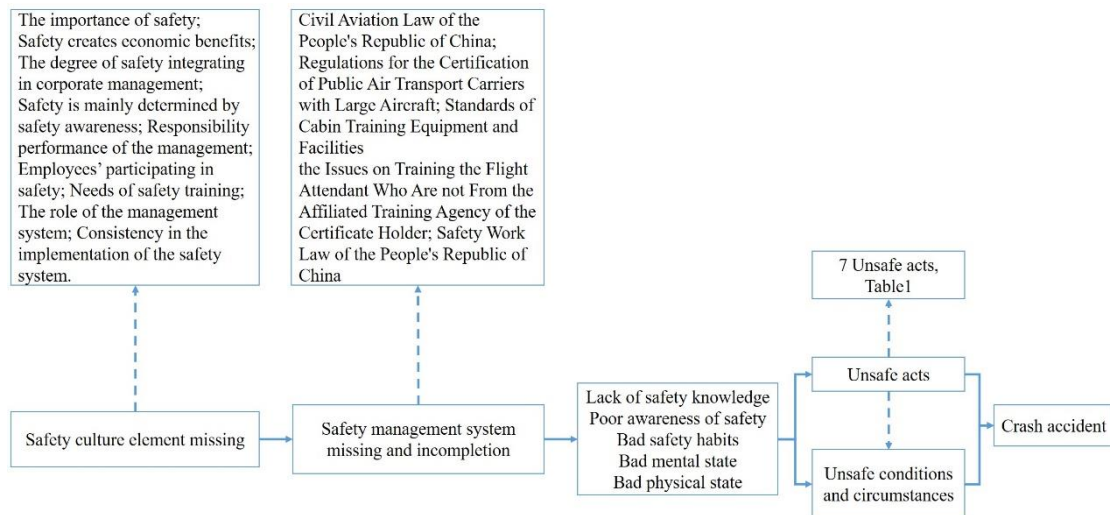 The importance of safety;
Safety creates economic benefits;
The degree of safety integrating
in corporate management;
Safety is mainly determined by
safety awareness; Responsibility
performance of the management;
Employees' participating in
safety; Needs of safety training;
The role of the management
system; Consistency in the
implementation of the safety
system.
Civil Aviation Law of the
People's Republic of China;
Regulations for the Certification
of Public Air Transport Carriers
with Large Aircraft; Standards of
Cabin Training Equipment and
Facilities
the Issues on Training the Flight
Attendant Who Are not From the
Affiliated Training Agency of the
Certificate Holder; Safety Work
Law of the People's Republic of
China
7 Unsafe acts,
Table1
Safety culture element missing
Safety management system
missing and incompletion
Lack of safety knowledge
Poor awareness of safety
Bad safety habits
Bad mental state
Bad physical state
Unsafe acts
Unsafe conditions
and circumstances
Crash accident